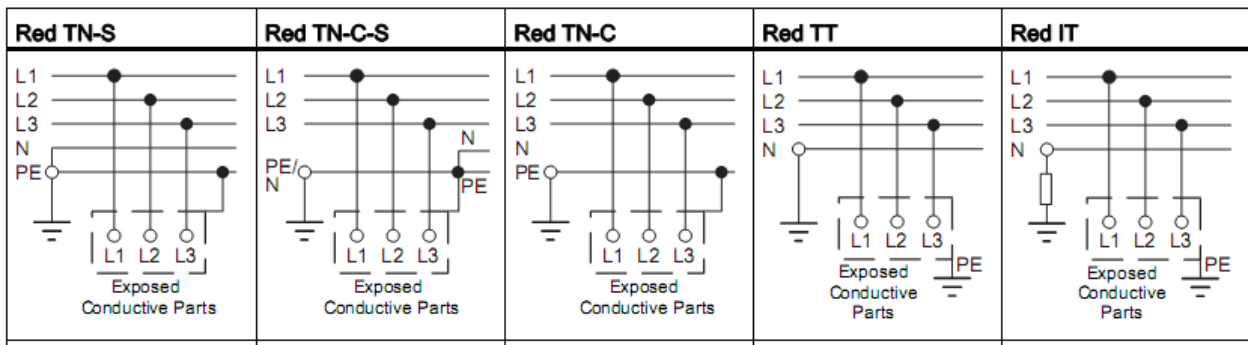 Red TN-S
L1
L2
L3
N
PE
L1 L2 L3
Exposed
Conductive Parts
Red TN-C-S
L1
L2
L3
N
PE/
N
PE
L1 L2 L3
Exposed
Conductive Parts
Red TN-C
L1
L2
L3
N
PE
L1 L2 L3
Exposed
Conductive Parts
Red TT
L1
L2
L3
N
L1 L2 L3
PE
Exposed
Conductive
Parts
Red IT
L1
L2
L3
N
L1 L2 L3
PE
Exposed
Conductive
Parts